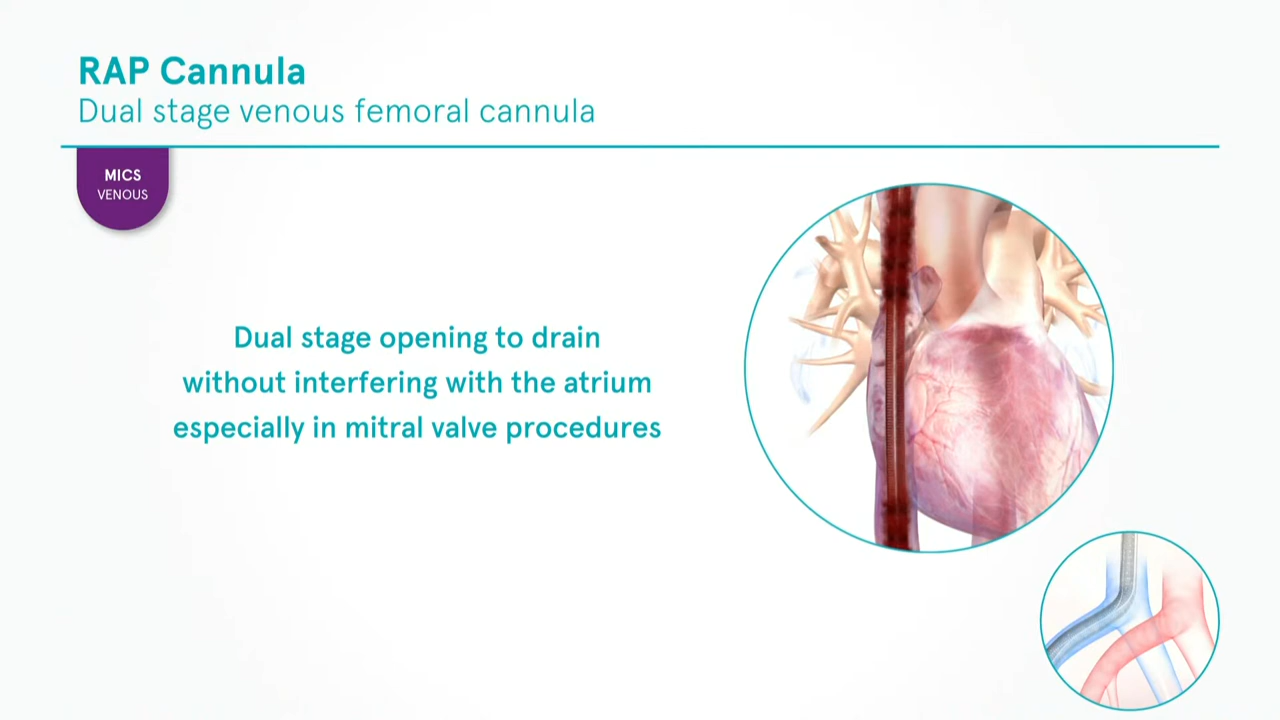 RAP Cannula
Dual stage venous femoral cannula
MICS
VENOUS
Dual stage opening to drain
without interfering with the atrium
especially in mitral valve procedures